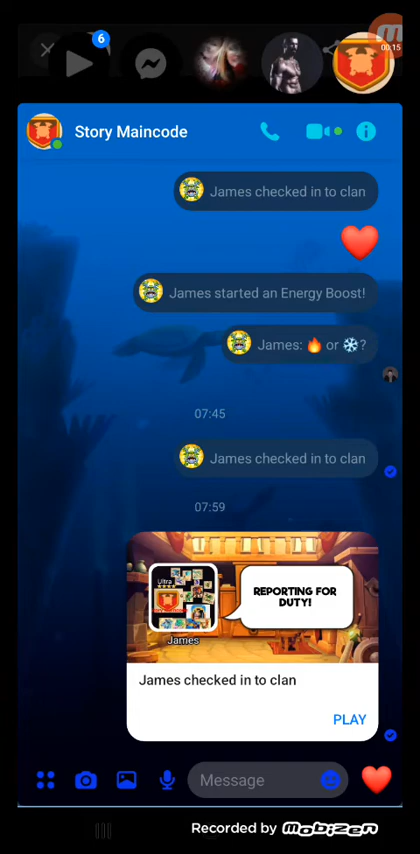 6
00:15
Story Maincode
James checked in to clan
James started an Energy Boost!
James: 🔥 or ❄?
07:45
James checked in to clan
07:59
Ultra
REPORTING FOR
DUTY!
James
James checked in to clan
PLAY
Message
Recorded by Mobizen